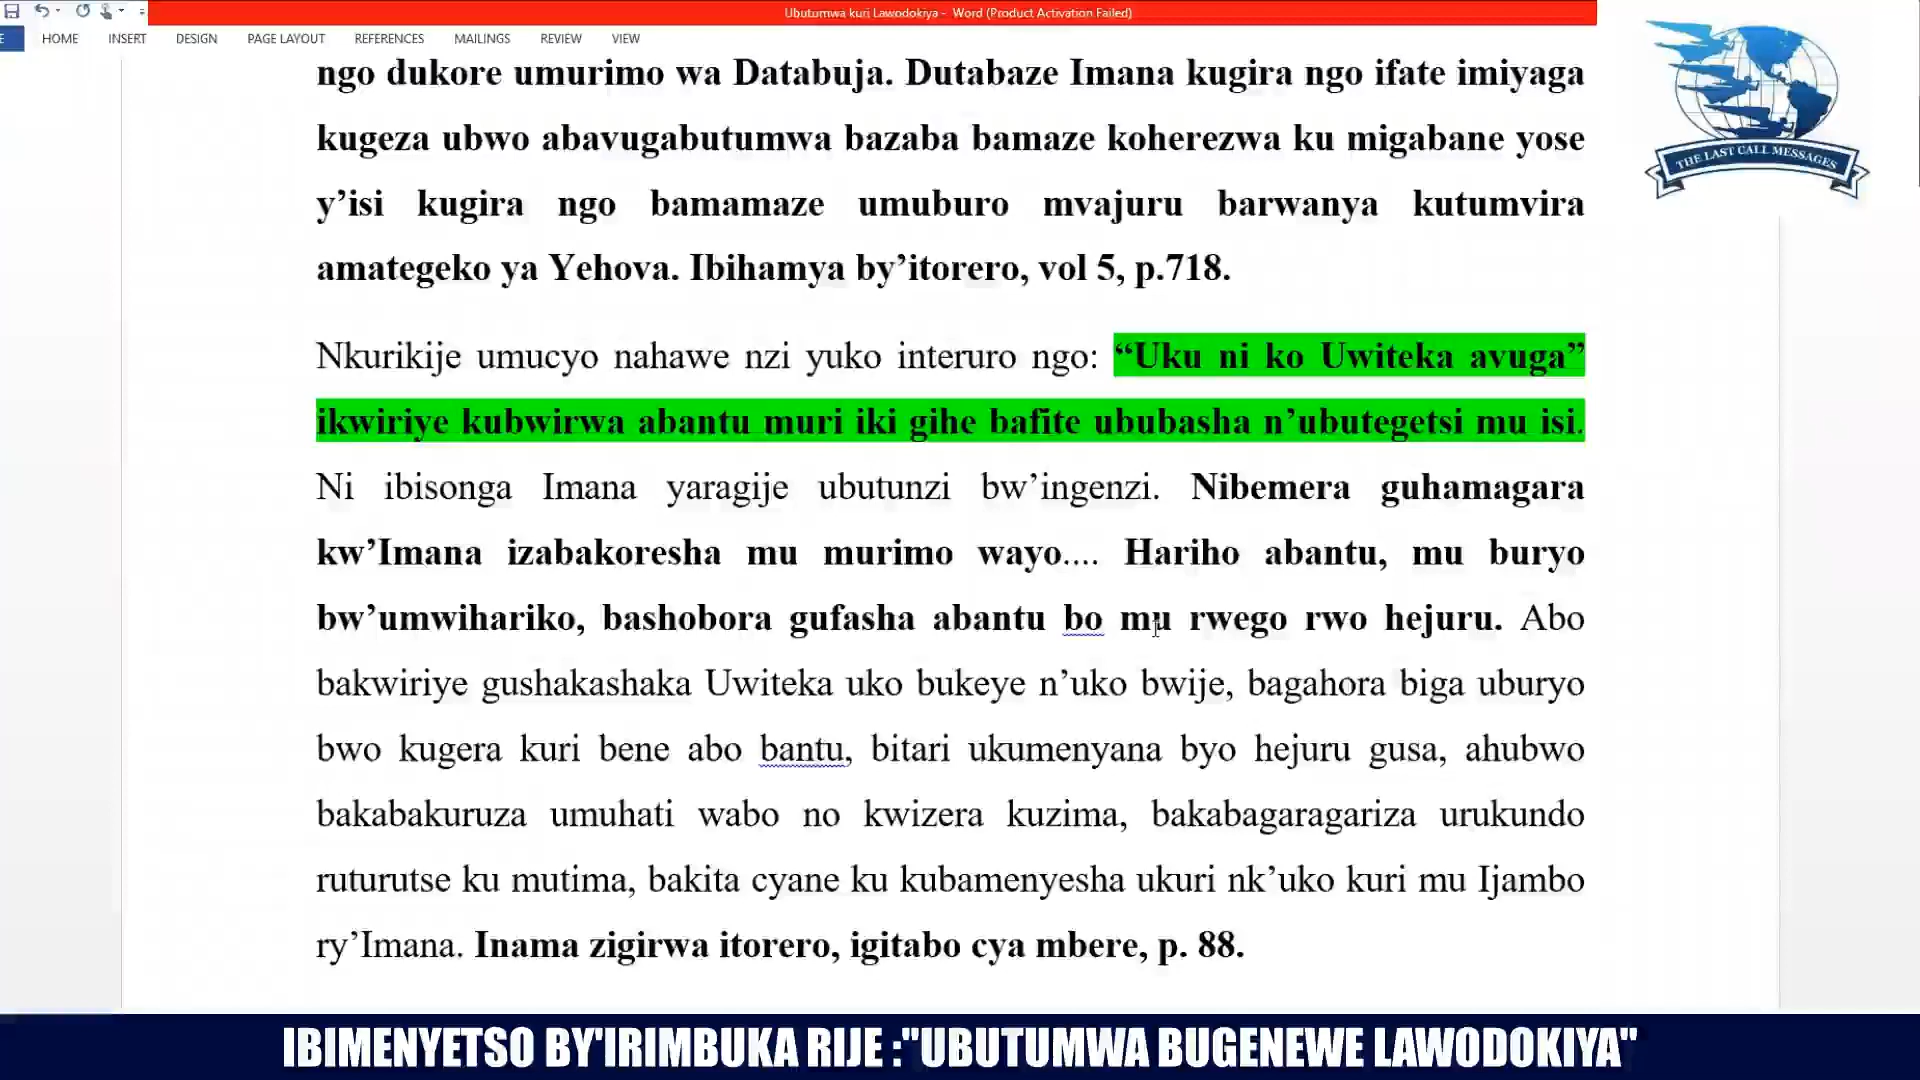 Ubutumwa kuri Lawodokiya - Word (Product Activation Failed)
HOME INSERT DESIGN PAGE LAYOUT REFERENCES MAILINGS REVIEW VIEW
ngo dukore umurimo wa Databuja. Dutabaze Imana kugira ngo ifate imiyaga
kugeza ubwo abavugabutumwa bazaba bamaze koherezwa ku migabane yose
y’isi kugira ngo bamamaze umuburo mvajuru barwanya kutumvira
amategeko ya Yehova. Ibihamya by’itorero, vol 5, p.718.
Nkurikije umucyo nahawe nzi yuko interuro ngo: “Uku ni ko Uwiteka avuga”
ikwiriye kubwirwa abantu muri iki gihe bafite ububasha n’ubutegetsi mu isi.
Ni ibisonga Imana yaragije ubutunzi bw’ingenzi. Nibemera guhamagara
kw’Imana izabakoresha mu murimo wayo.... Hariho abantu, mu buryo
bw’umwihariko, bashobora gufasha abantu bo mu rwego rwo hejuru. Abo
bakwiriye gushakashaka Uwiteka uko bukeye n’uko bwije, bagahora biga uburyo
bwo kugera kuri bene abo bantu, bitari ukumenyana byo hejuru gusa, ahubwo
bakabakuruza umuhati wabo no kwizera kuzima, bakabagaragariza urukundo
ruturutse ku mutima, bakita cyane ku kubamenyesha ukuri nk’uko kuri mu Ijambo
ry’Imana. Inama zigirwa itorero, igitabo cya mbere, p. 88.
THE LAST CALL MESSAGES
IBIMENYETSO BY'IRIMBUKA RIJE :"UBUTUMWA BUGENEWE LAWODOKIYA"